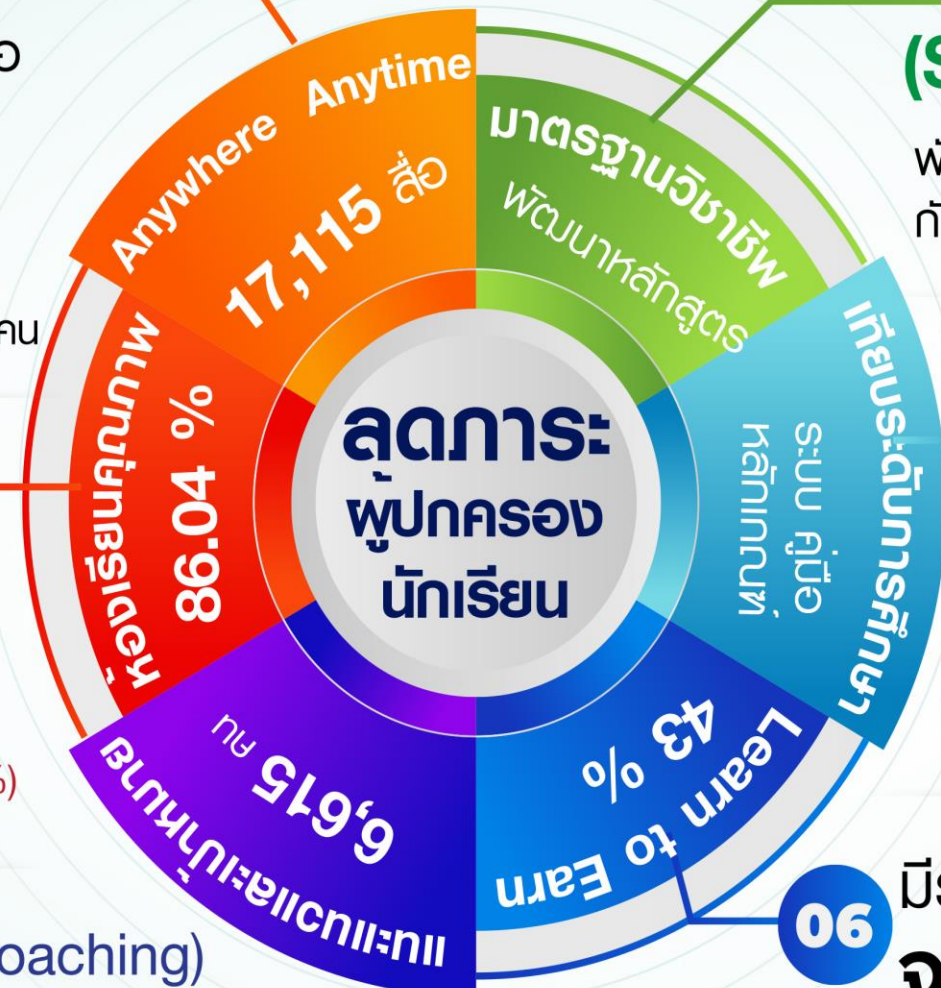 Anywhere Anytime
17,115 สื่อ
มาตรฐานวิชาชีพ
พัฒนาหลักสูตร
เทียบระดับการศึกษา
ระบบ คู่มือ
หลักเกณฑ์
Learn to Earn
43 %
แนะแนวและเป้าหมาย
6,615 คน
หอดเรียนคุณภาพ
86.04 %
ลดภาระ
ผู้ปกครอง
นักเรียน
06
คน
%)
oaching)